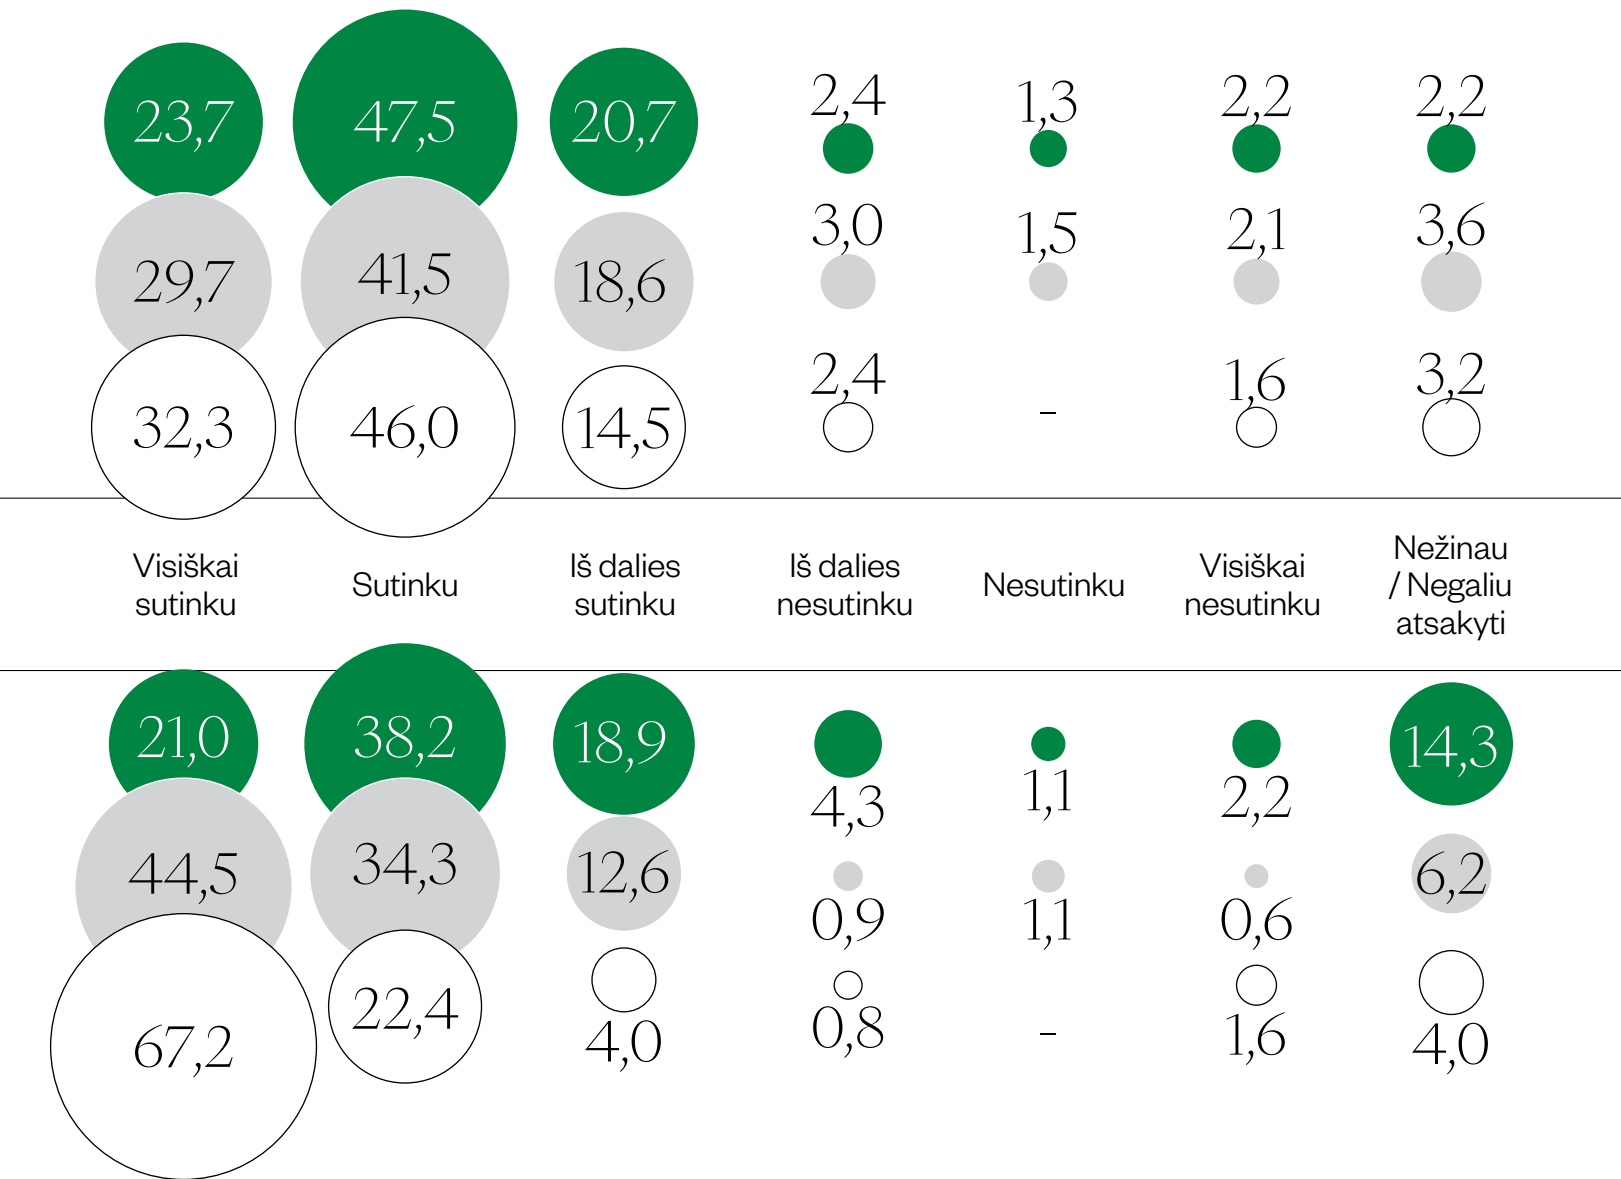 23,7 47,5 20,7 2,4 1,3 2,2 2,2
29,7 41,5 18,6 3,0 1,5 2,1 3,6
32,3 46,0 14,5 2,4 – 1,6 3,2
Visiškai
sutinku
Sutinku
Iš dalies
sutinku
Iš dalies
nesutinku
Nesutinku
Visiškai
nesutinku
Nežinau
/ Negaliu
atsakyti
21,0 38,2 18,9 4,3 1,1 2,2 14,3
44,5 34,3 12,6 0,9 1,1 0,6 6,2
67,2 22,4 4,0 0,8 – 1,6 4,0